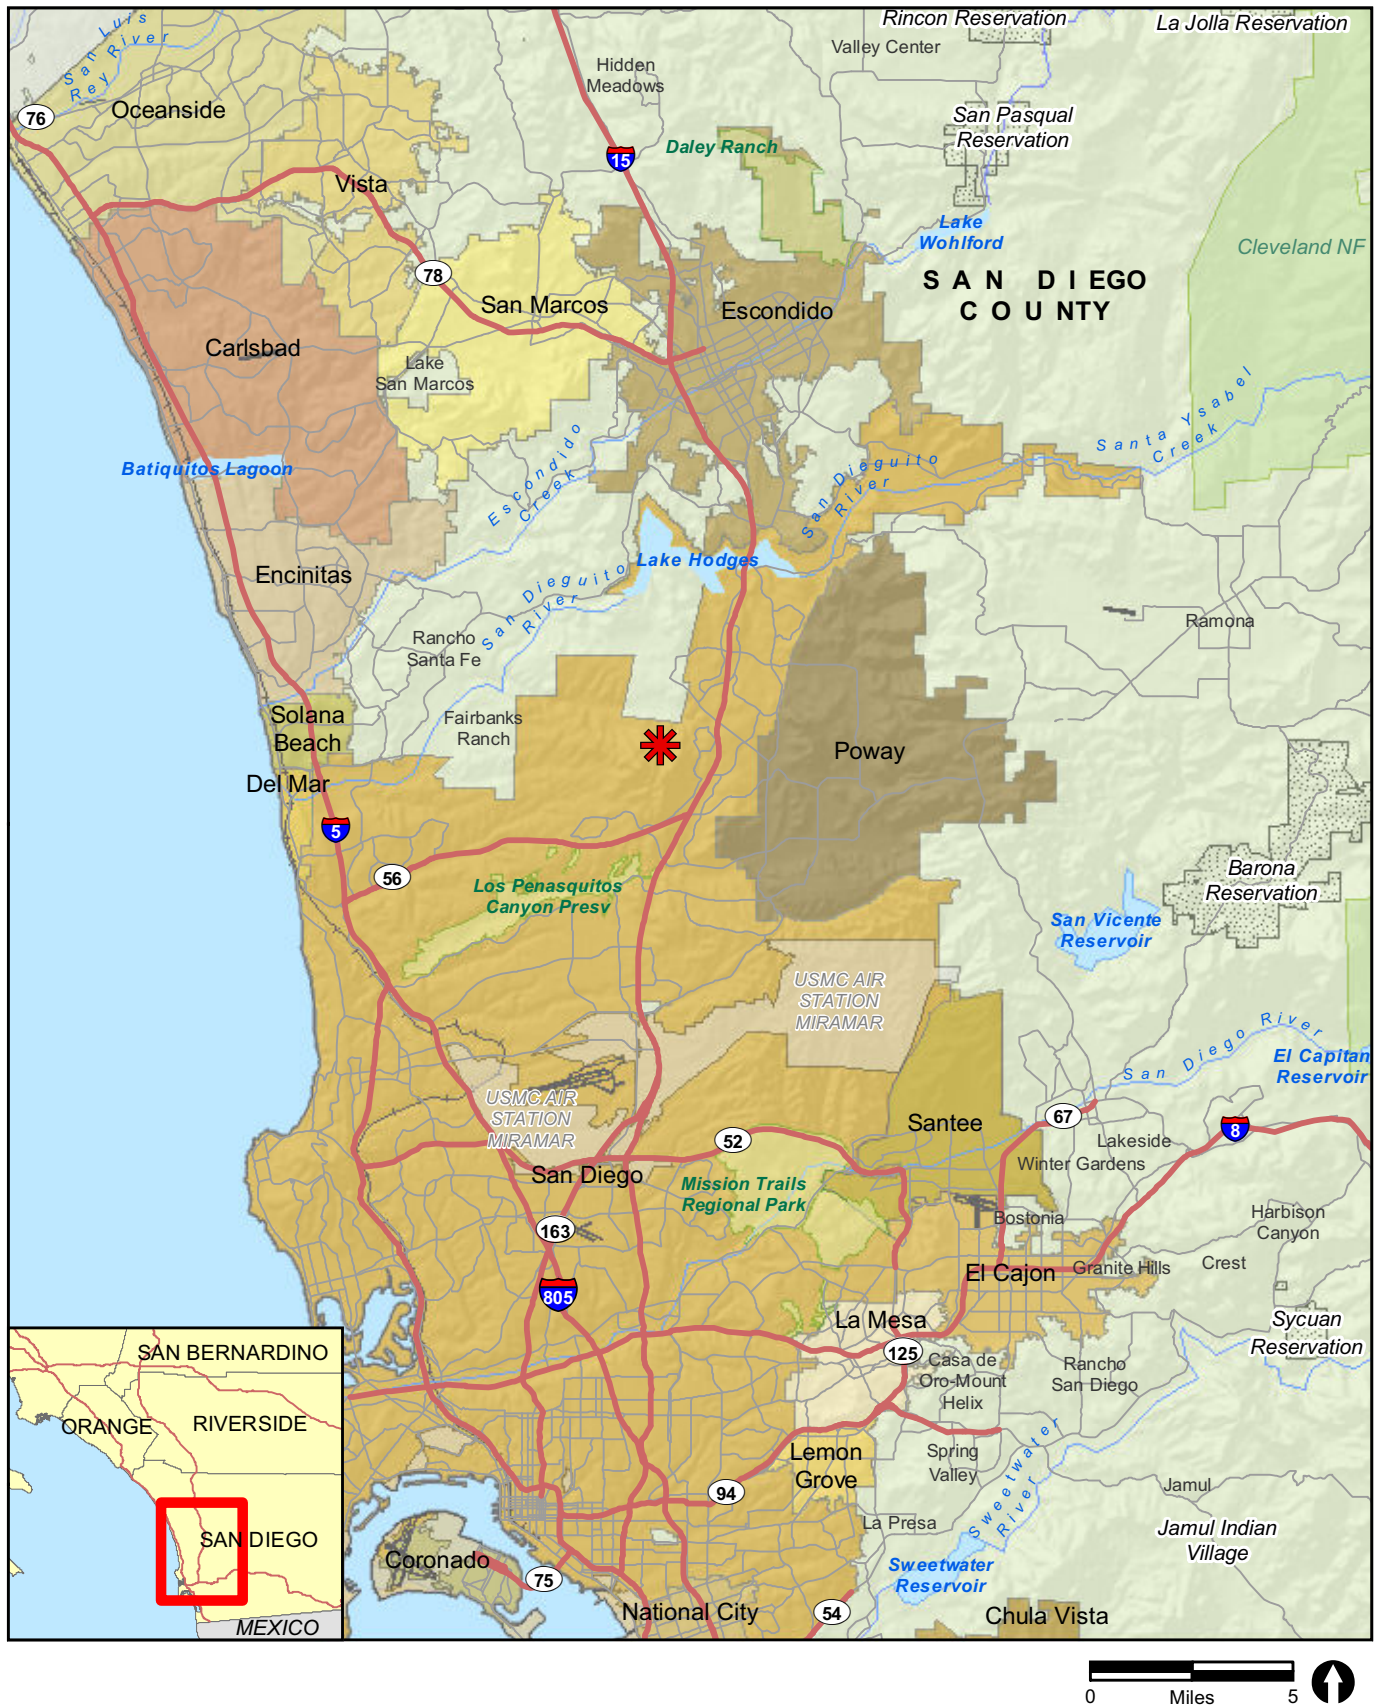 Rincon Reservation
La Jolla Reservation
San Luis
Rey River
Valley Center
Hidden
Meadows
76
Oceanside
San Pasqual
Reservation
Daley Ranch
15
Vista
Lake
Wohlford
Cleveland NF
78
SAN DIEGO
COUNTY
San Marcos
Escondido
Carlsbad
Lake
San Marcos
Santa Ysabel
Creek
Batiquitos Lagoon
Escondido
Creek
San Dieguito
River
Lake Hodges
Encinitas
San Dieguito
River
Ramona
Rancho
Santa Fe
Solana
Beach
Fairbanks
Ranch
Poway
Del Mar
5
56
Los Penasquitos
Canyon Presv
Barona
Reservation
San Vicente
Reservoir
USMC AIR
STATION
MIRAMAR
San Diego River
El Capitan
Reservoir
USMC AIR
STATION
MIRAMAR
67
Santee
8
52
Lakeside
Winter Gardens
San Diego
Mission Trails
Regional Park
163
Bostonia
Harbison
Canyon
El Cajon
Granite Hills
Crest
805
La Mesa
Sycuan
Reservation
125
Casa de
Oro-Mount
Helix
Rancho
San Diego
SAN BERNARDINO
ORANGE
RIVERSIDE
SAN DIEGO
MEXICO
Lemon
Grove
Spring
Valley
Sweetwater
River
94
Jamul
La Presa
Jamul Indian
Village
Coronado
75
Sweetwater
Reservoir
National City
54
Chula Vista
0 Miles 5